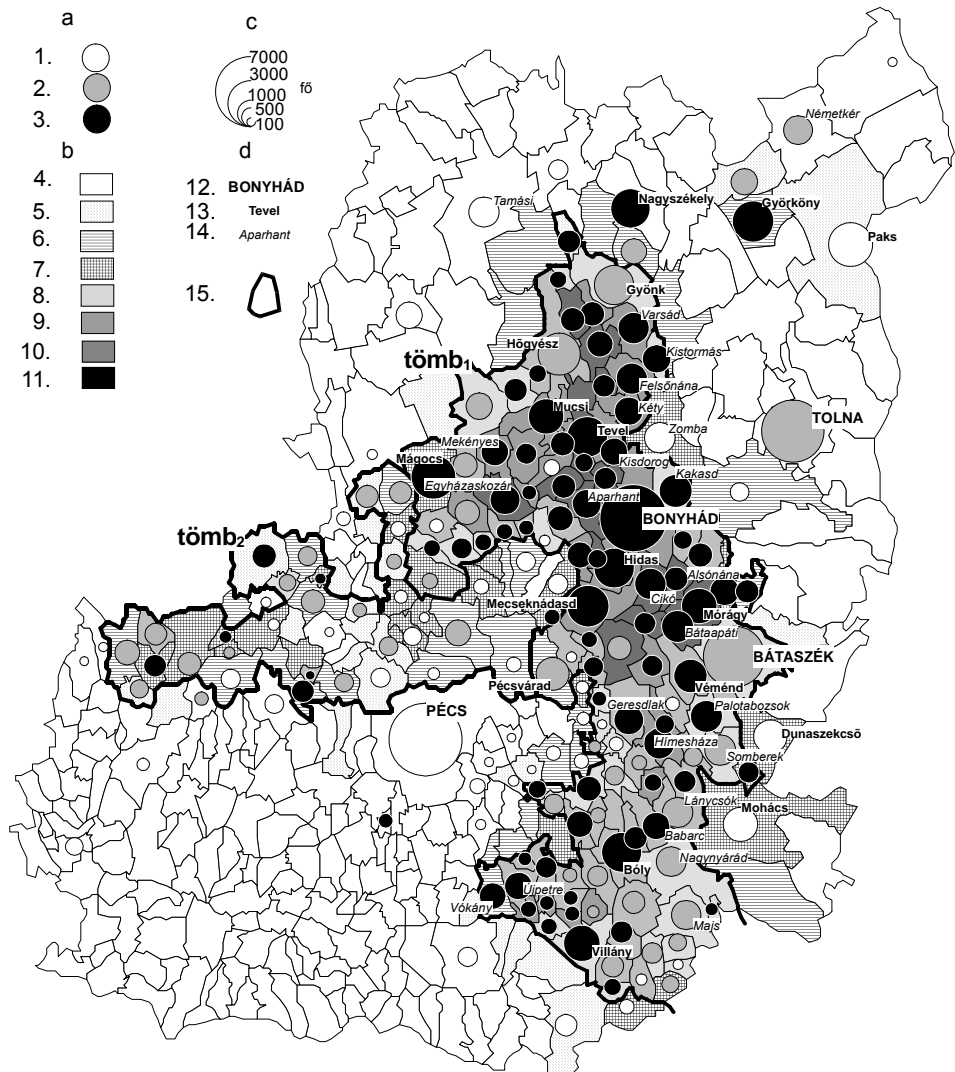 a
c
1.
2.
3.
7000
3000
1000
500
100
fő
b
d
4.
5.
6.
7.
8.
9.
10.
11.
12. BONYHÁD
13. Tevel
14. Aparhant
15.
Németkér
Tamási
Nagyszékely
Györköny
Paks
Gyönk
Varsád
Högyész
Kistormás
tömb1
Felsőnána
Mucsi
Kéty
TOLNA
Tevel
Zomba
Mekényes
Mágocs
Kisdorog
Kakasd
Egyházaskozár
Aparhant
BONYHÁD
tömb2
Hidas
Alsónána
Cikó
Mecseknádasd
Mórágy
Bátaapáti
BÁTASZÉK
Pécsvárad
Véménd
Geresdlak
Palotabozsok
PÉCS
Dunaszekcsõ
Hímesháza
Somberek
Lánycsók
Mohács
Babarc
Bóly
Nagynyárád
Újpetre
Vókány
Majs
Villány